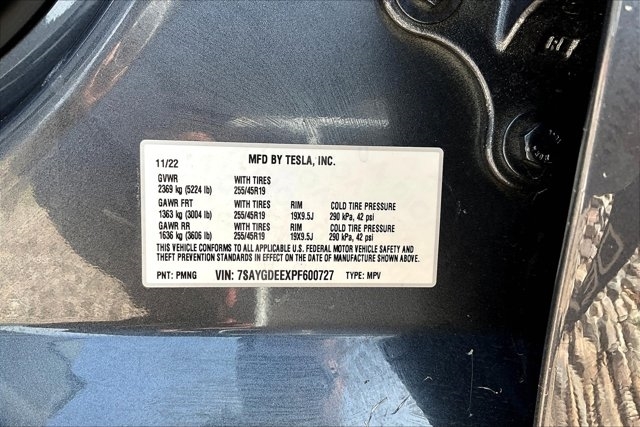 11/22 MFD BY TESLA, INC.
GVWR WITH TIRES
2369 kg (5224 lb) 255/45R19
GAWR FRT WITH TIRES RIM COLD TIRE PRESSURE
1363 kg (3004 lb) 255/45R19 19X9.5J 290 kPa, 42 psi
GAWR RR WITH TIRES RIM COLD TIRE PRESSURE
1636 kg (3606 lb) 255/45R19 19X9.5J 290 kPa, 42 psi
THIS VEHICLE CONFORMS TO ALL APPLICABLE U.S. FEDERAL MOTOR VEHICLE SAFETY AND
THEFT PREVENTION STANDARDS IN EFFECT ON THE DATE OF MANUFACTURE SHOWN ABOVE.
PNT: PMNG VIN: 7SAYGDEEXPF600727 TYPE: MPV